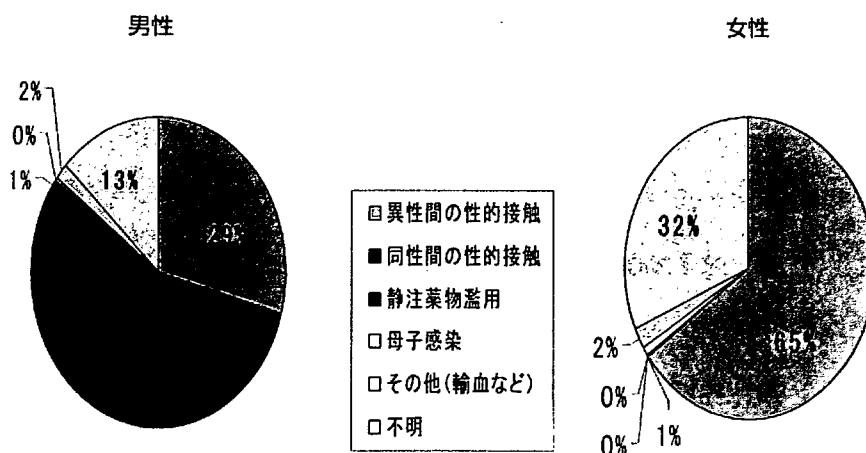 男性
女性
2%
0%
1%
13%
29%
異性間の性的接触
同性間の性的接触
静注薬物濫用
母子感染
その他(輸血など)
不明
32%
65%
2%
0%
0%
1%